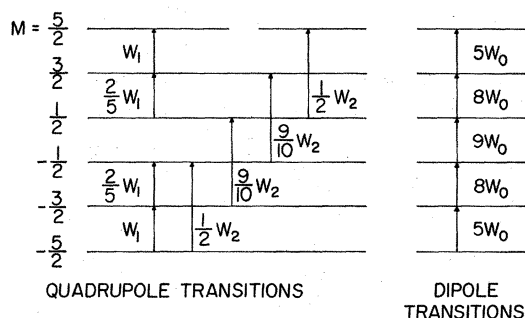 M = 5/2
W₁ 5W₀
3/2
2/5 W₁ 1/2 W₂ 8W₀
1/2
9/10 W₂ 9W₀
-1/2
2/5 W₁ 9/10 W₂ 8W₀
-3/2
W₁ 1/2 W₂ 5W₀
-5/2
QUADRUPOLE TRANSITIONS
DIPOLE
TRANSITIONS